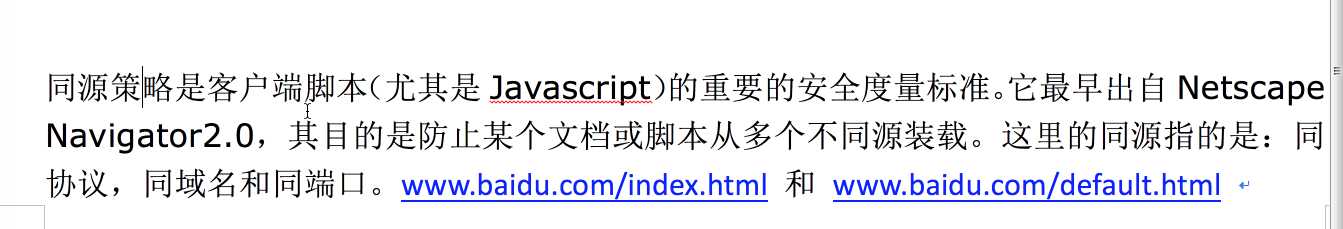 同源策略是客户端脚本（尤其是 Javascript）的重要的安全度量标准。它最早出自 Netscape
Navigator2.0，其目的是防止某个文档或脚本从多个不同源装载。这里的同源指的是：同
协议，同域名和同端口。www.baidu.com/index.html 和 www.baidu.com/default.html